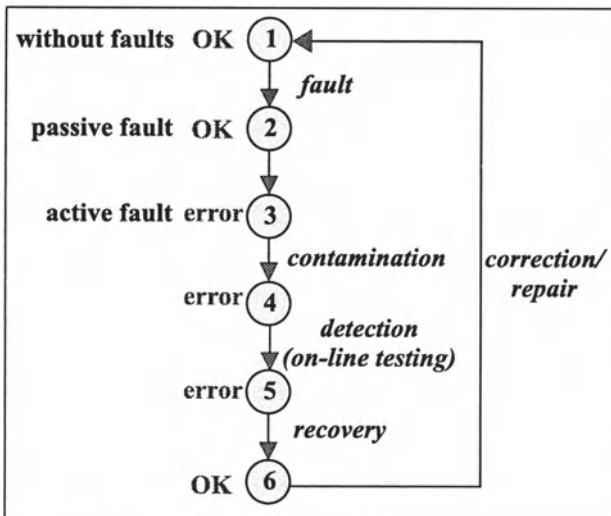 without faults OK 1
fault
passive fault OK 2
active fault error 3
contamination
correction/
repair
error 4
detection
(on-line testing)
error 5
recovery
OK 6